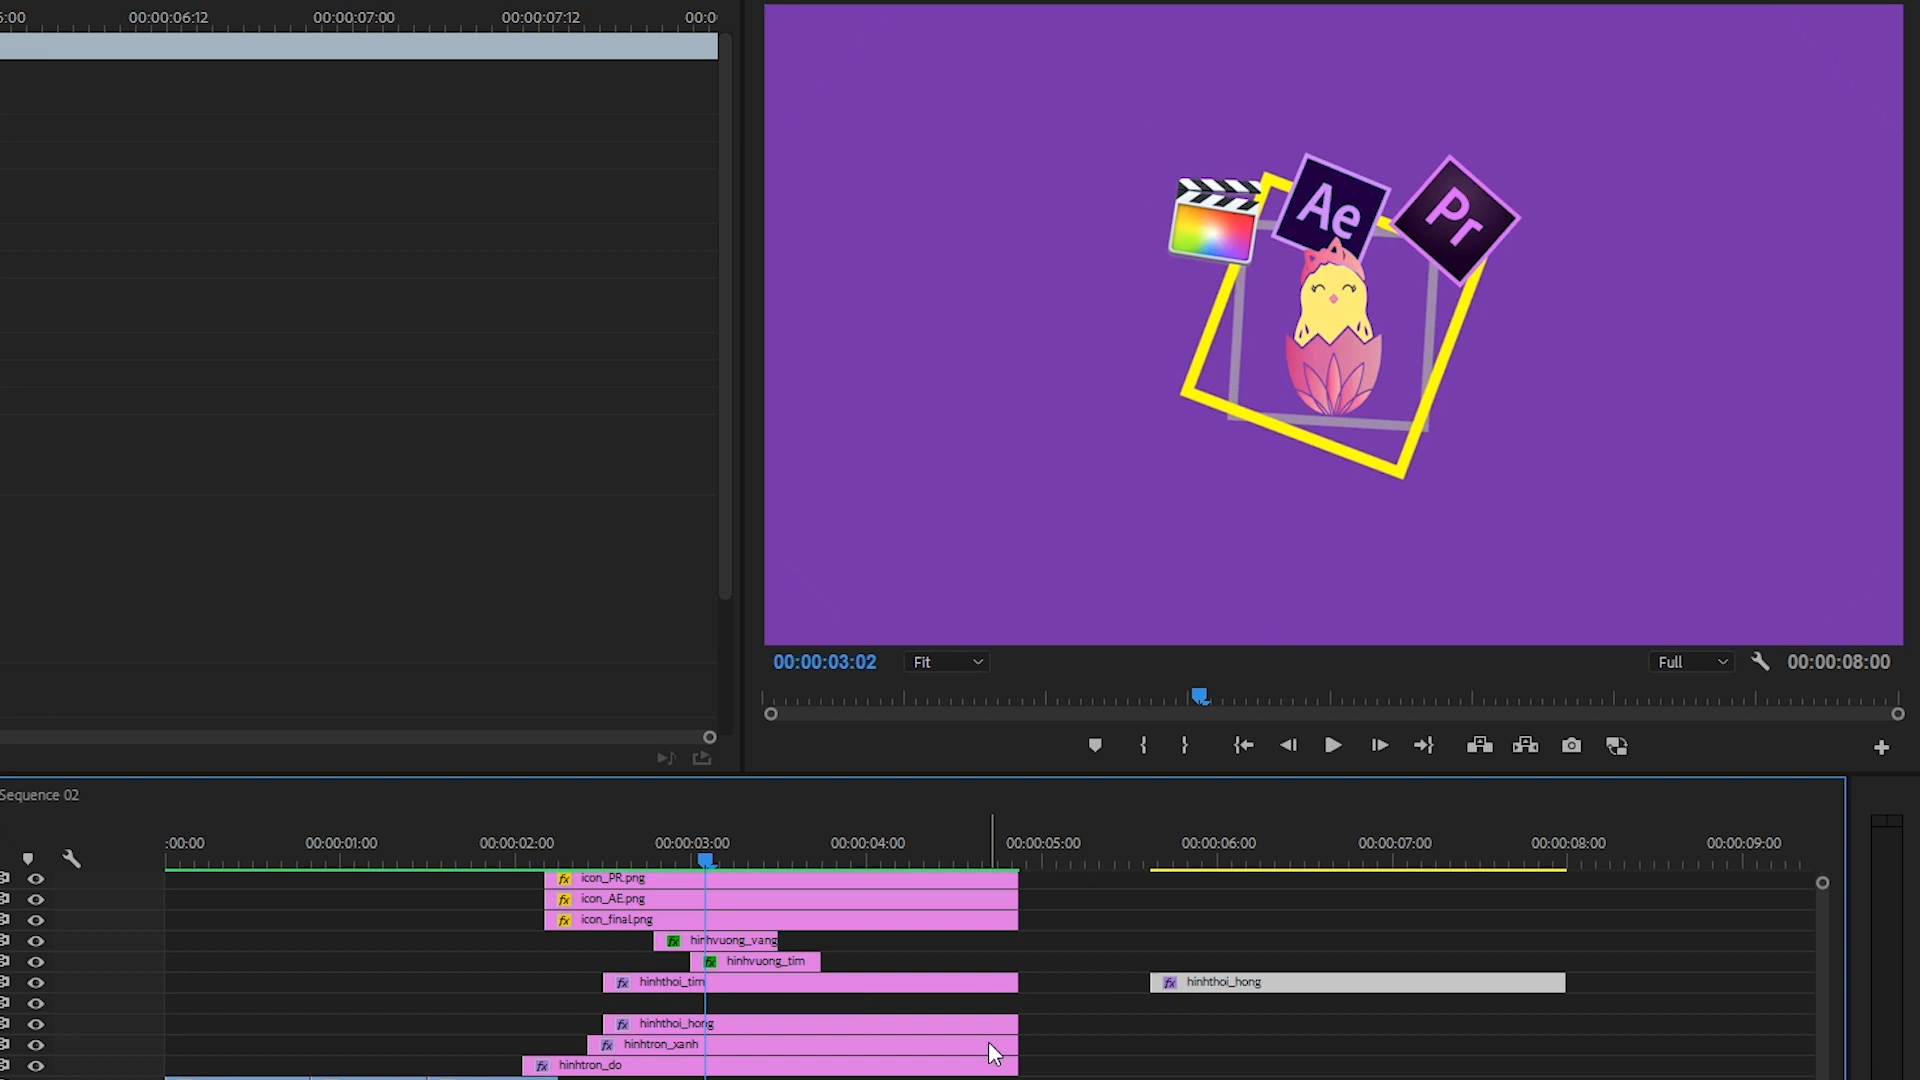 5:00 00:00:06:12 00:00:07:00 00:00:07:12 00:0
Ae
Pr
00:00:03:02 Fit Full 00:00:08:00
Sequence 02
:00:00 00:00:01:00 00:00:02:00 00:00:03:00 00:00:04:00 00:00:05:00 00:00:06:00 00:00:07:00 00:00:08:00 00:00:09:00
fx icon_PR.png
fx icon_AE.png
fx icon_final.png
fx hinhvuong_vang
fx hinhvuong_tim
fx hinhthoi_tim fx hinhthoi_hong
fx hinhthoi_hong
fx hinhtron_xanh
fx hinhtron_do